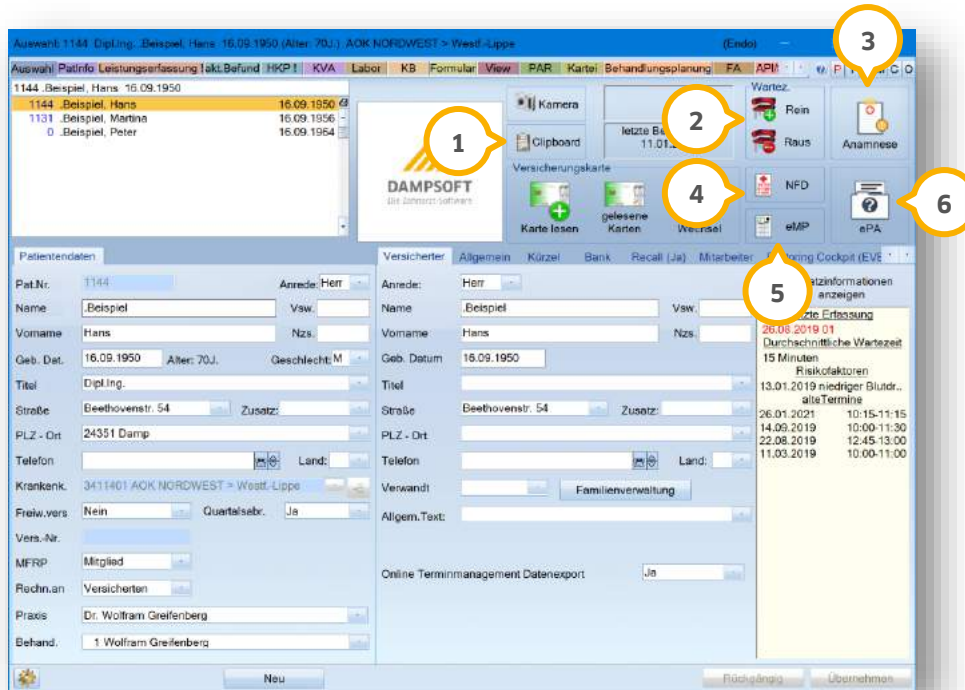 Auswahl: 1144 Dipl.Ing. .Beispiel, Hans 16.09.1950 (Alter: 70J.) AOK NORDWEST > Westf.-Lippe (Endo)
3
Auswahl PatInfo Leistungserfassung akt.Befund HKP KVA Labor KB Formular View PAR Kartei Behandlungsplanung FA P C O
1144 .Beispiel, Hans 16.09.1950
1144 .Beispiel, Hans 16.09.1950
1131 .Beispiel, Martina 16.09.1956
0 .Beispiel, Peter 16.09.1964
DAMPSOFT
Die Zahnarzt-Software
Kamera
1
Clipboard
letzte
11.01.
Versicherungskarte
Karte lesen
gelesene Karten
2
Wartez.
Rein
Raus
Anamnese
4
NFD
eMP
ePA
6
5
Patientendaten
Pat.Nr. 1144 Anrede: Herr
Name .Beispiel Vsw.
Vorname Hans Nzs.
Geb. Dat. 16.09.1950 Alter: 70J. Geschlecht: M
Titel Dipl.Ing.
Straße Beethovenstr. 54 Zusatz:
PLZ - Ort 24351 Damp
Telefon Land:
Krankenk. 3411401 AOK NORDWEST > Westf.-Lippe
Freiw.vers Nein Quartalsabr. Ja
Vers.-Nr.
MFRP Mitglied
Rechn.an Versicherten
Praxis Dr. Wolfram Greifenberg
Behand. 1 Wolfram Greifenberg
Versicherter Allgemein Kürzel Bank Recall (Ja) Mitarbeiter Cockpit (EVE
Anrede: Herr
Name .Beispiel Vsw.
Vorname Hans Nzs.
Geb. Datum 16.09.1950
Titel
Straße Beethovenstr. 54 Zusatz:
PLZ - Ort
Telefon Land:
Verwandt Familienverwaltung
Allgem.Text:
Online Terminmanagement Datenexport Ja
anzeigen
Erfassung
26.08.2019 01
Durchschnittliche Wartezeit
15 Minuten
Risikofaktoren
13.01.2019 niedriger Blutdr..
alteTermine
26.01.2021 10:15-11:15
14.09.2019 10:00-11:30
22.08.2019 12:45-13:00
11.03.2019 10:00-11:00
Neu
Rückgängig
Übernehmen